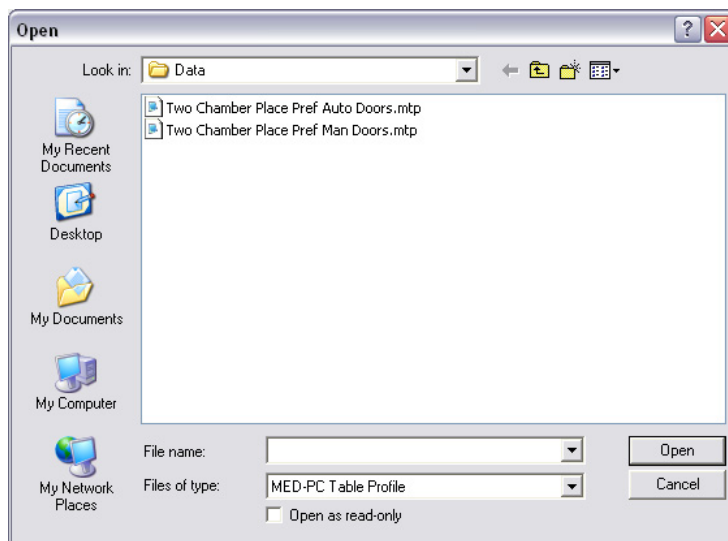 Open
Look in: Data
Two Chamber Place Pref Auto Doors.mtp
Two Chamber Place Pref Man Doors.mtp
My Recent
Documents
Desktop
My Documents
My Computer
My Network
Places
File name:
Open
Files of type: MED-PC Table Profile
Cancel
Open as read-only